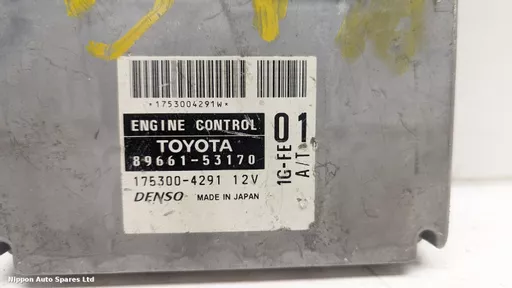 *1753004291W*
ENGINE CONTROL
TOYOTA
89661-53170
175300-4291 12V
DENSO MADE IN JAPAN
01
1G-FE A/T
Nippon Auto Spares Ltd